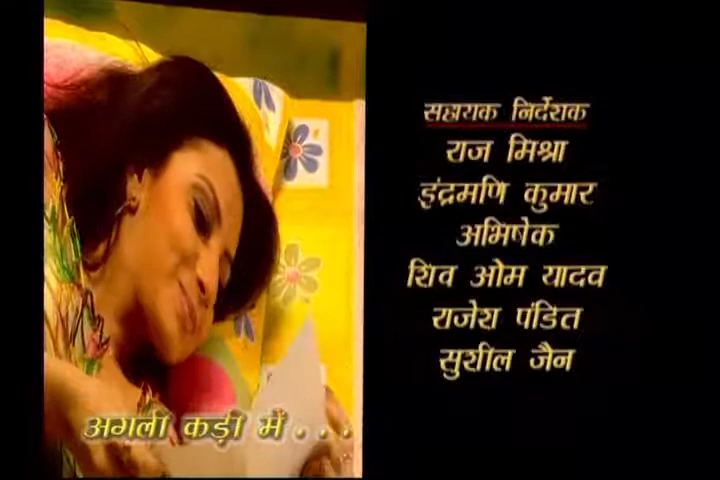 सहायक निर्देशक
राज मिश्रा
इंद्रमणि कुमार
अभिषेक
शिव ओम यादव
राजेश पंडित
सुशील जैन
अगली कड़ी में . . . .